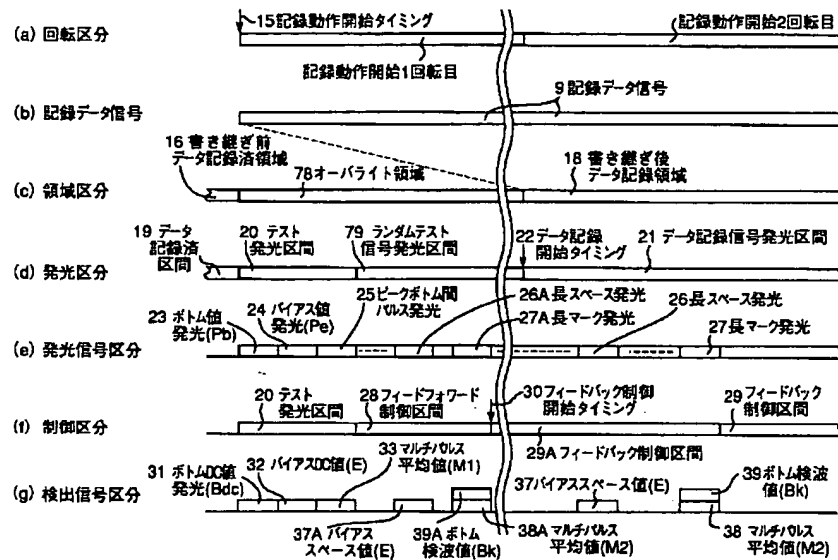 15記録動作開始タイミング
(a) 回転区分
記録動作開始2回転目
記録動作開始1回転目
9 記録データ信号
(b) 記録データ信号
16 書き継ぎ前
データ記録済領域
78オーバライト領域
18 書き継ぎ後
データ記録領域
(c) 領域区分
19 データ
記録済
区間
20 テスト
発光区間
79 ランダムテスト
信号発光区間
22データ記録
開始タイミング
21 データ記録信号発光区間
(d) 発光区分
23 ボトム値
発光(Pb)
24 バイアス値
発光(Pe)
25ピークボトム間
パルス発光
26A長スペース発光
27A長マーク発光
26長スペース発光
27長マーク発光
(e) 発光信号区分
20 テスト
発光区間
28フィードフォワード
制御区間
30フィードバック制御
開始タイミング
29フィードバック
制御区間
(f) 制御区分
29Aフィードバック制御区間
31 ボトムDC値
発光(Bdc)
32 バイアスDC値(E)
33 マルチパルス
平均値(M1)
37バイアススペース値(E)
39ボトム検波
値(Bk)
(g) 検出信号区分
37A バイアス
スペース値(E)
39Aボトム
検波値(Bk)
38A マルチパルス
平均値(M2)
38 マルチパルス
平均値(M2)